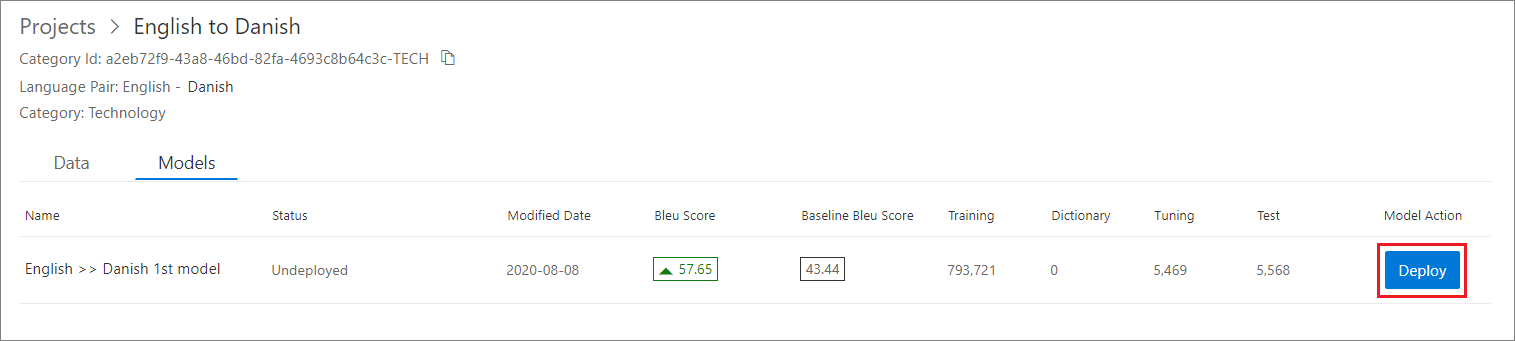 Projects > English to Danish
Category Id: a2eb72f9-43a8-46bd-82fa-4693c8b64c3c-TECH
Language Pair: English - Danish
Category: Technology
Data Models
Name Status Modified Date Bleu Score Baseline Bleu Score Training Dictionary Tuning Test Model Action
English >> Danish 1st model Undeployed 2020-08-08 57.65 43.44 793,721 0 5,469 5,568 Deploy